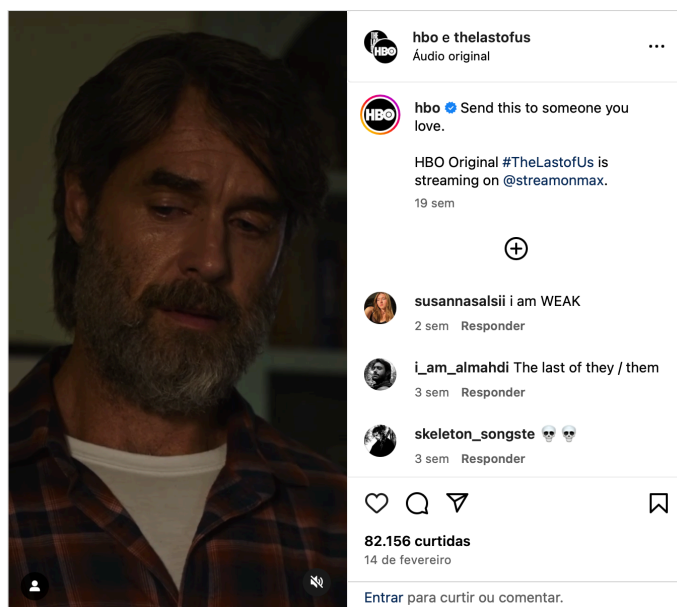 hbo e thelastofus
Áudio original
HBO
HBO
hbo Send this to someone you
love.
HBO Original #TheLastofUs is
streaming on @streamonmax.
19 sem
susannasalsii i am WEAK
2 sem Responder
i_am_almahdi The last of they / them
3 sem Responder
skeleton_songste 💀 💀
3 sem Responder
82.156 curtidas
14 de fevereiro
Entrar para curtir ou comentar.